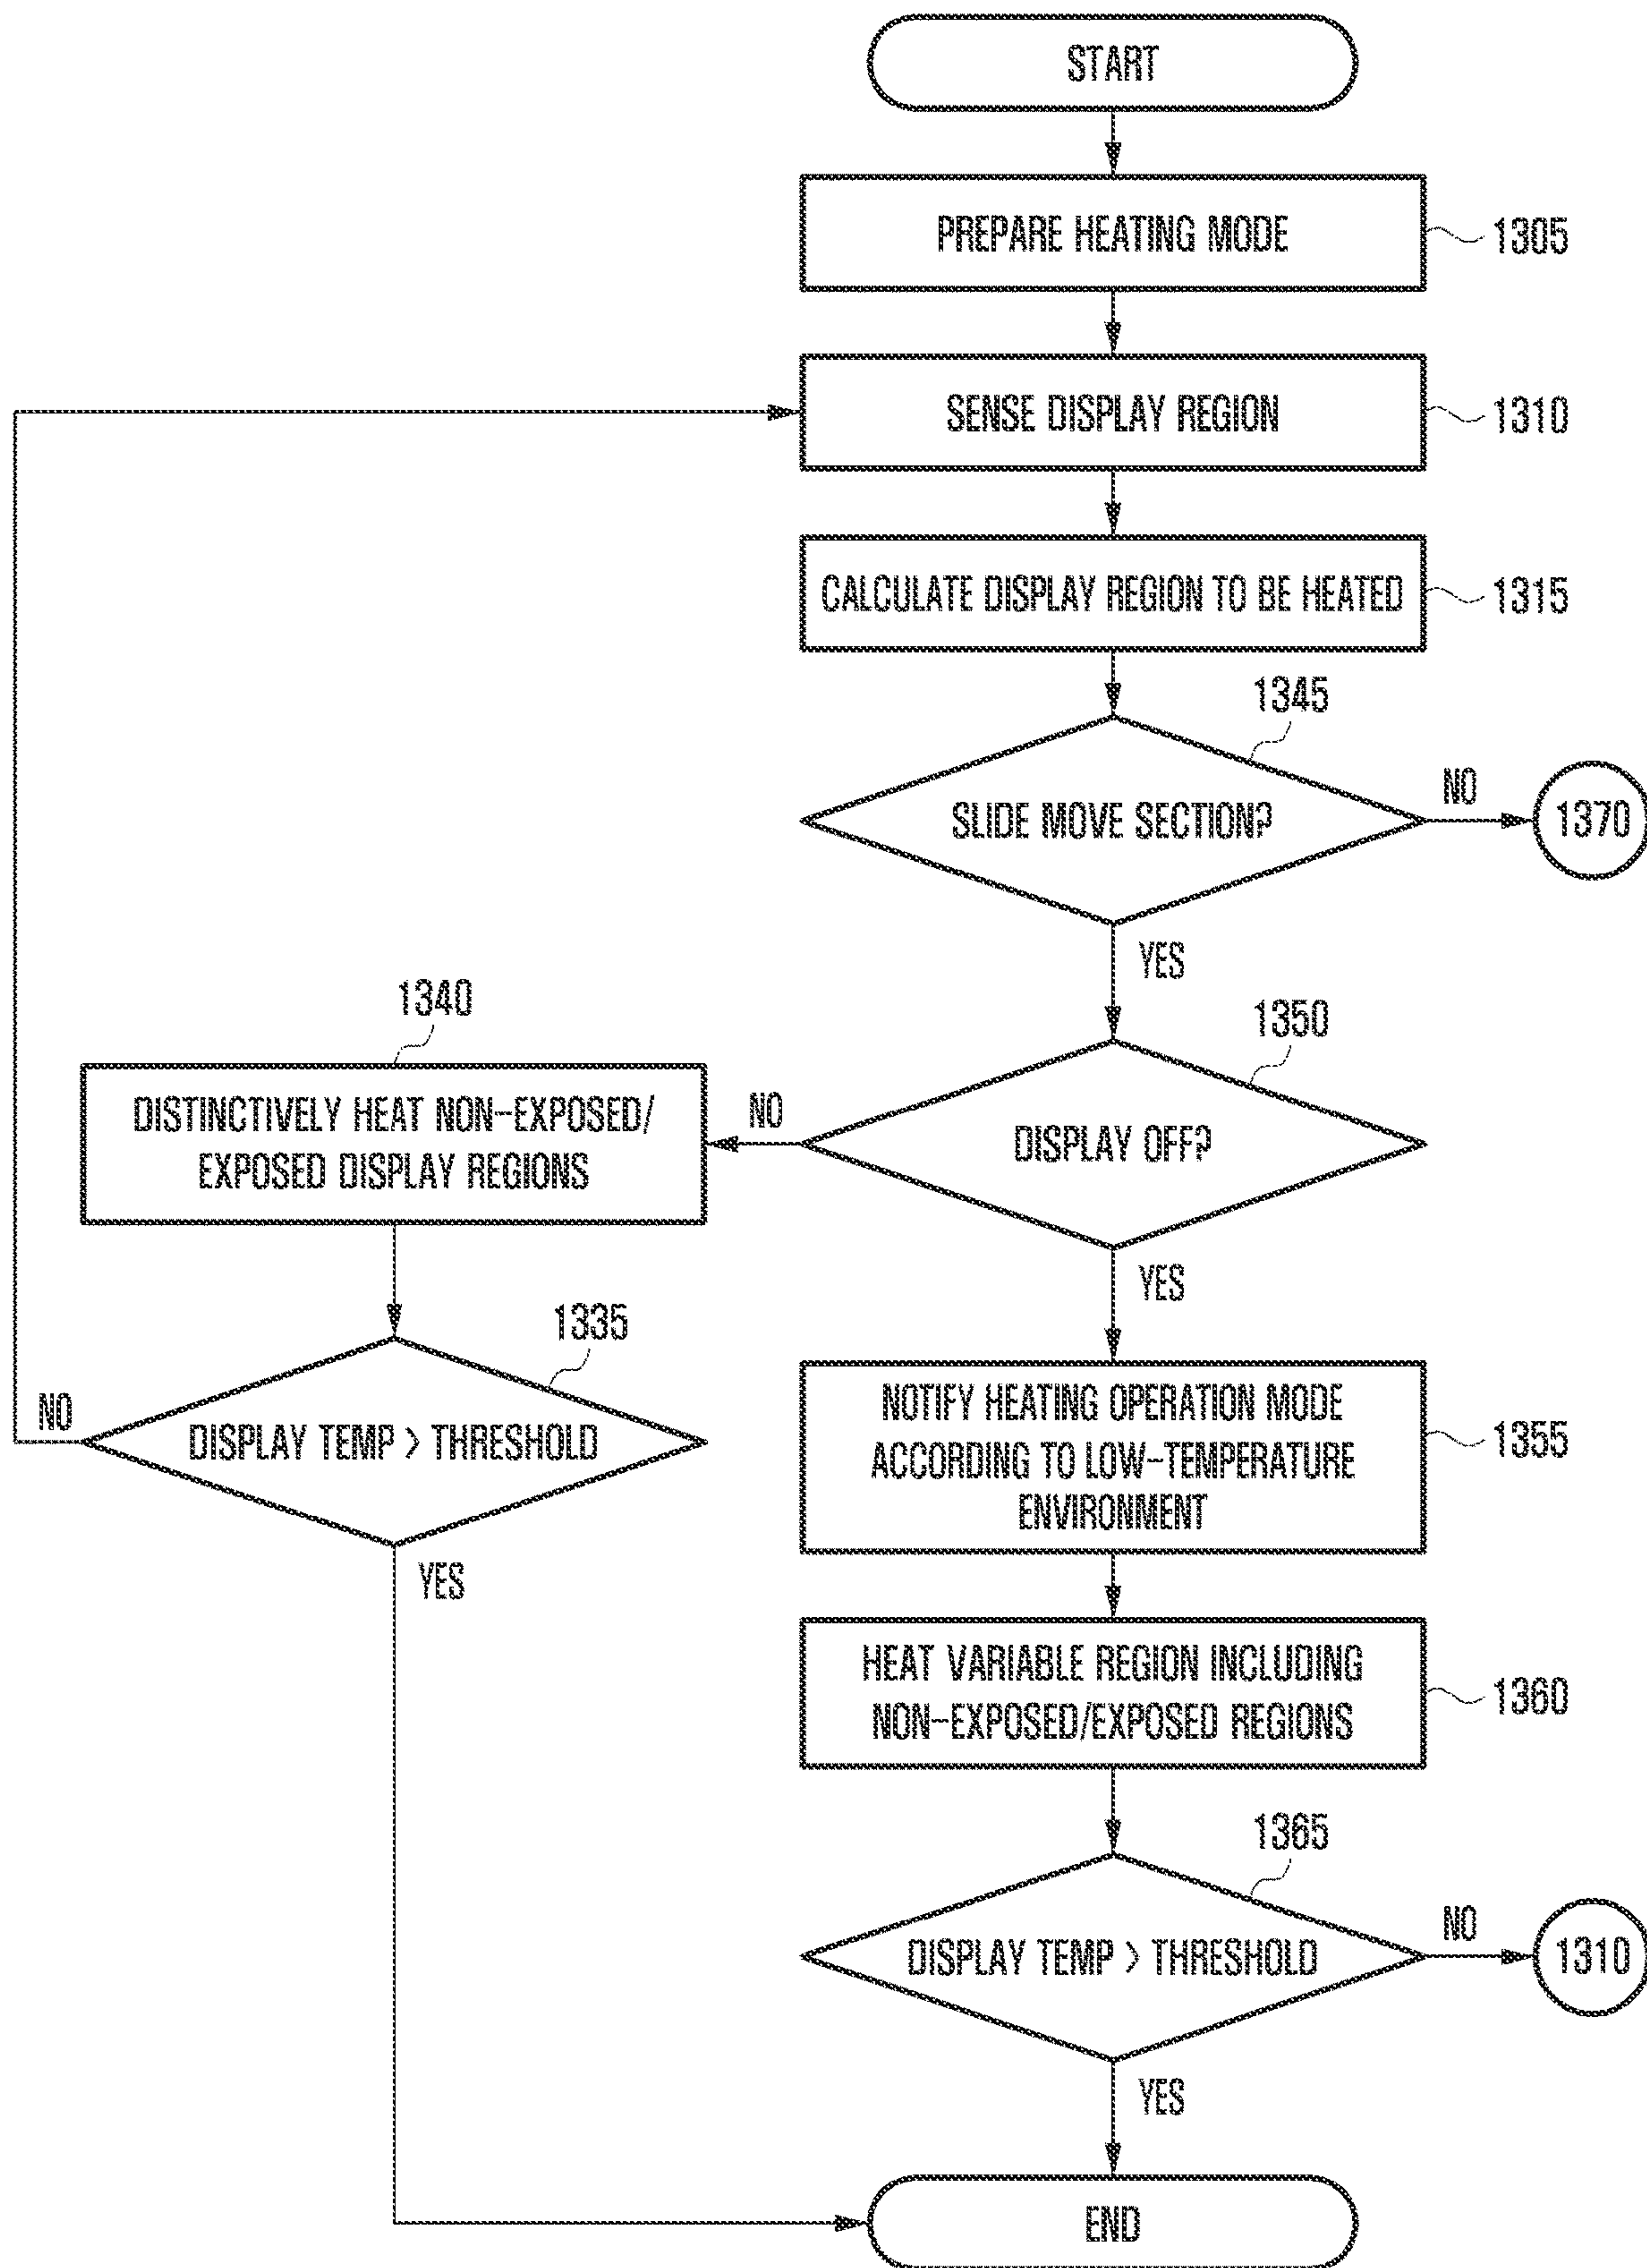 START
PREPARE HEATING MODE
1305
SENSE DISPLAY REGION
1310
CALCULATE DISPLAY REGION TO BE HEATED
1315
1345
SLIDE MOVE SECTION?
NO
1370
YES
1340
DISTINCTIVELY HEAT NON-EXPOSED/
EXPOSED DISPLAY REGIONS
NO
1350
DISPLAY OFF?
YES
1335
DISPLAY TEMP > THRESHOLD
NO
YES
NOTIFY HEATING OPERATION MODE
ACCORDING TO LOW-TEMPERATURE
ENVIRONMENT
1355
HEAT VARIABLE REGION INCLUDING
NON-EXPOSED/EXPOSED REGIONS
1360
1365
DISPLAY TEMP > THRESHOLD
NO
1310
YES
END